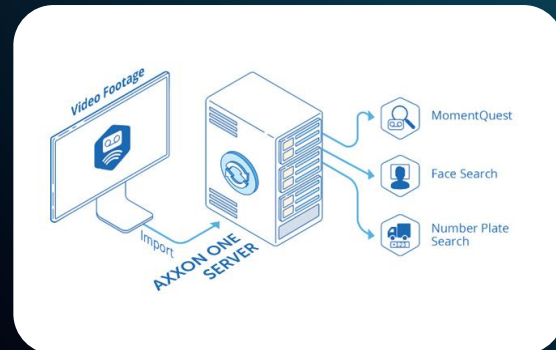 Video Footage
Import
AXXON ONE
SERVER
MomentQuest
Face Search
Number Plate
Search